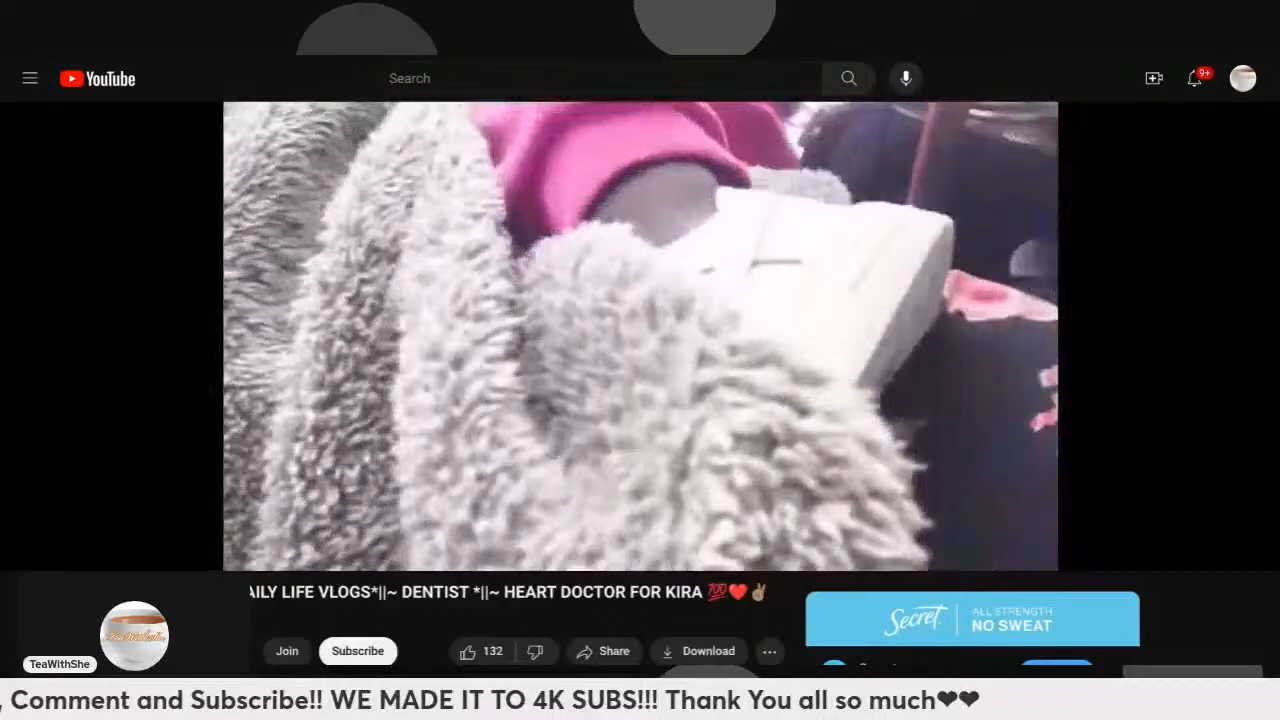 YouTube
Search
9+
AILY LIFE VLOGS*||~ DENTIST *||~ HEART DOCTOR FOR KIRA 💯❤️✌🏽
Secret. ALL STRENGTH
NO SWEAT
TeaWithShe
Join
Subscribe
132
Share
Download
, Comment and Subscribe!! WE MADE IT TO 4K SUBS!!! Thank You all so much❤❤